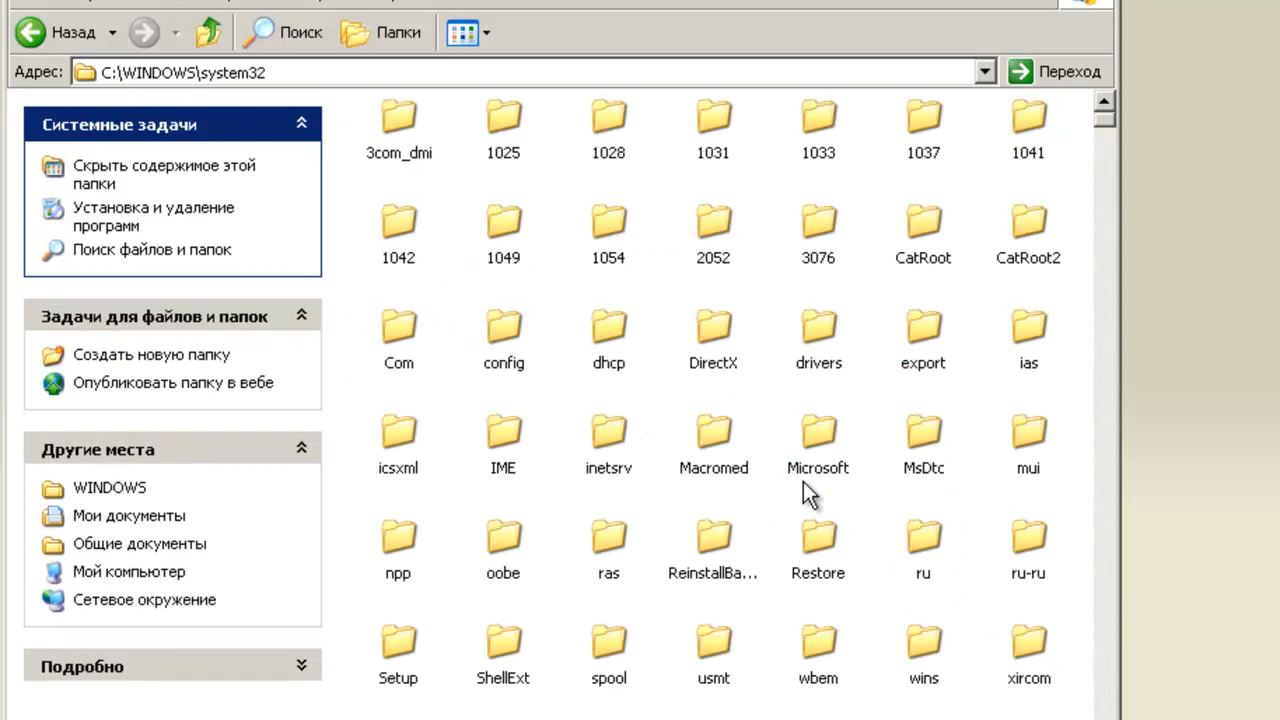 Назад
Поиск
Папки
Адрес: C:\WINDOWS\system32
Переход
Системные задачи
Скрыть содержимое этой
папки
Установка и удаление
программ
Поиск файлов и папок
Задачи для файлов и папок
Создать новую папку
Опубликовать папку в вебе
Другие места
WINDOWS
Мои документы
Общие документы
Мой компьютер
Сетевое окружение
Подробно
3com_dmi 1025 1028 1031 1033 1037 1041
1042 1049 1054 2052 3076 CatRoot CatRoot2
Com config dhcp DirectX drivers export ias
icsxml IME inetsrv Macromed Microsoft MsDtc mui
npp oobe ras ReinstallBa... Restore ru ru-ru
Setup ShellExt spool usmt wbem wins xircom